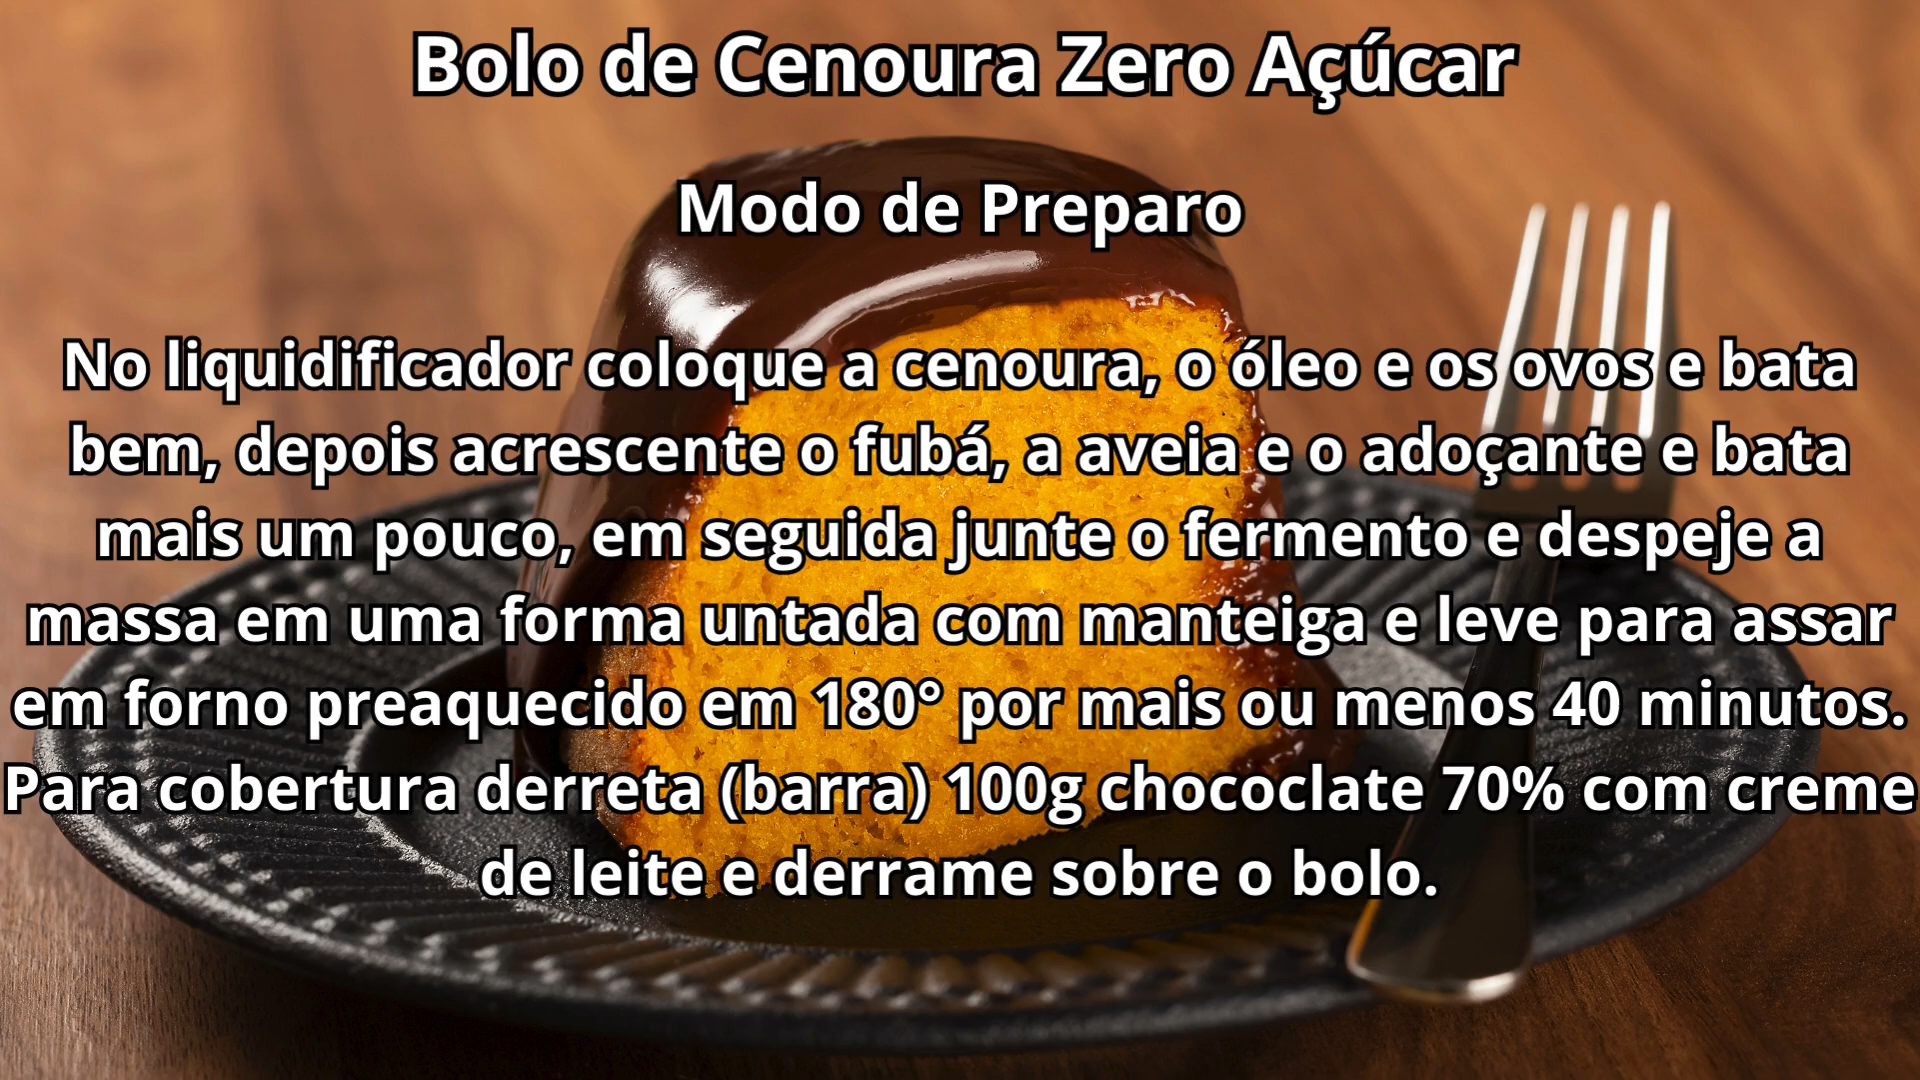 Bolo de Cenoura Zero Açúcar
Modo de Preparo
No liquidificador coloque a cenoura, o óleo e os ovos e bata
bem, depois acrescente o fubá, a aveia e o adoçante e bata
mais um pouco, em seguida junte o fermento e despeje a
massa em uma forma untada com manteiga e leve para assar
em forno preaquecido em 180° por mais ou menos 40 minutos.
Para cobertura derreta (barra) 100g chococlate 70% com creme
de leite e derrame sobre o bolo.